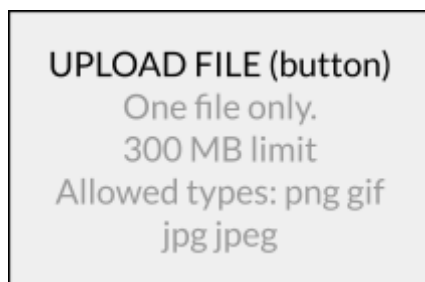 UPLOAD FILE (button)
One file only.
300 MB limit
Allowed types: png gif
jpg jpeg